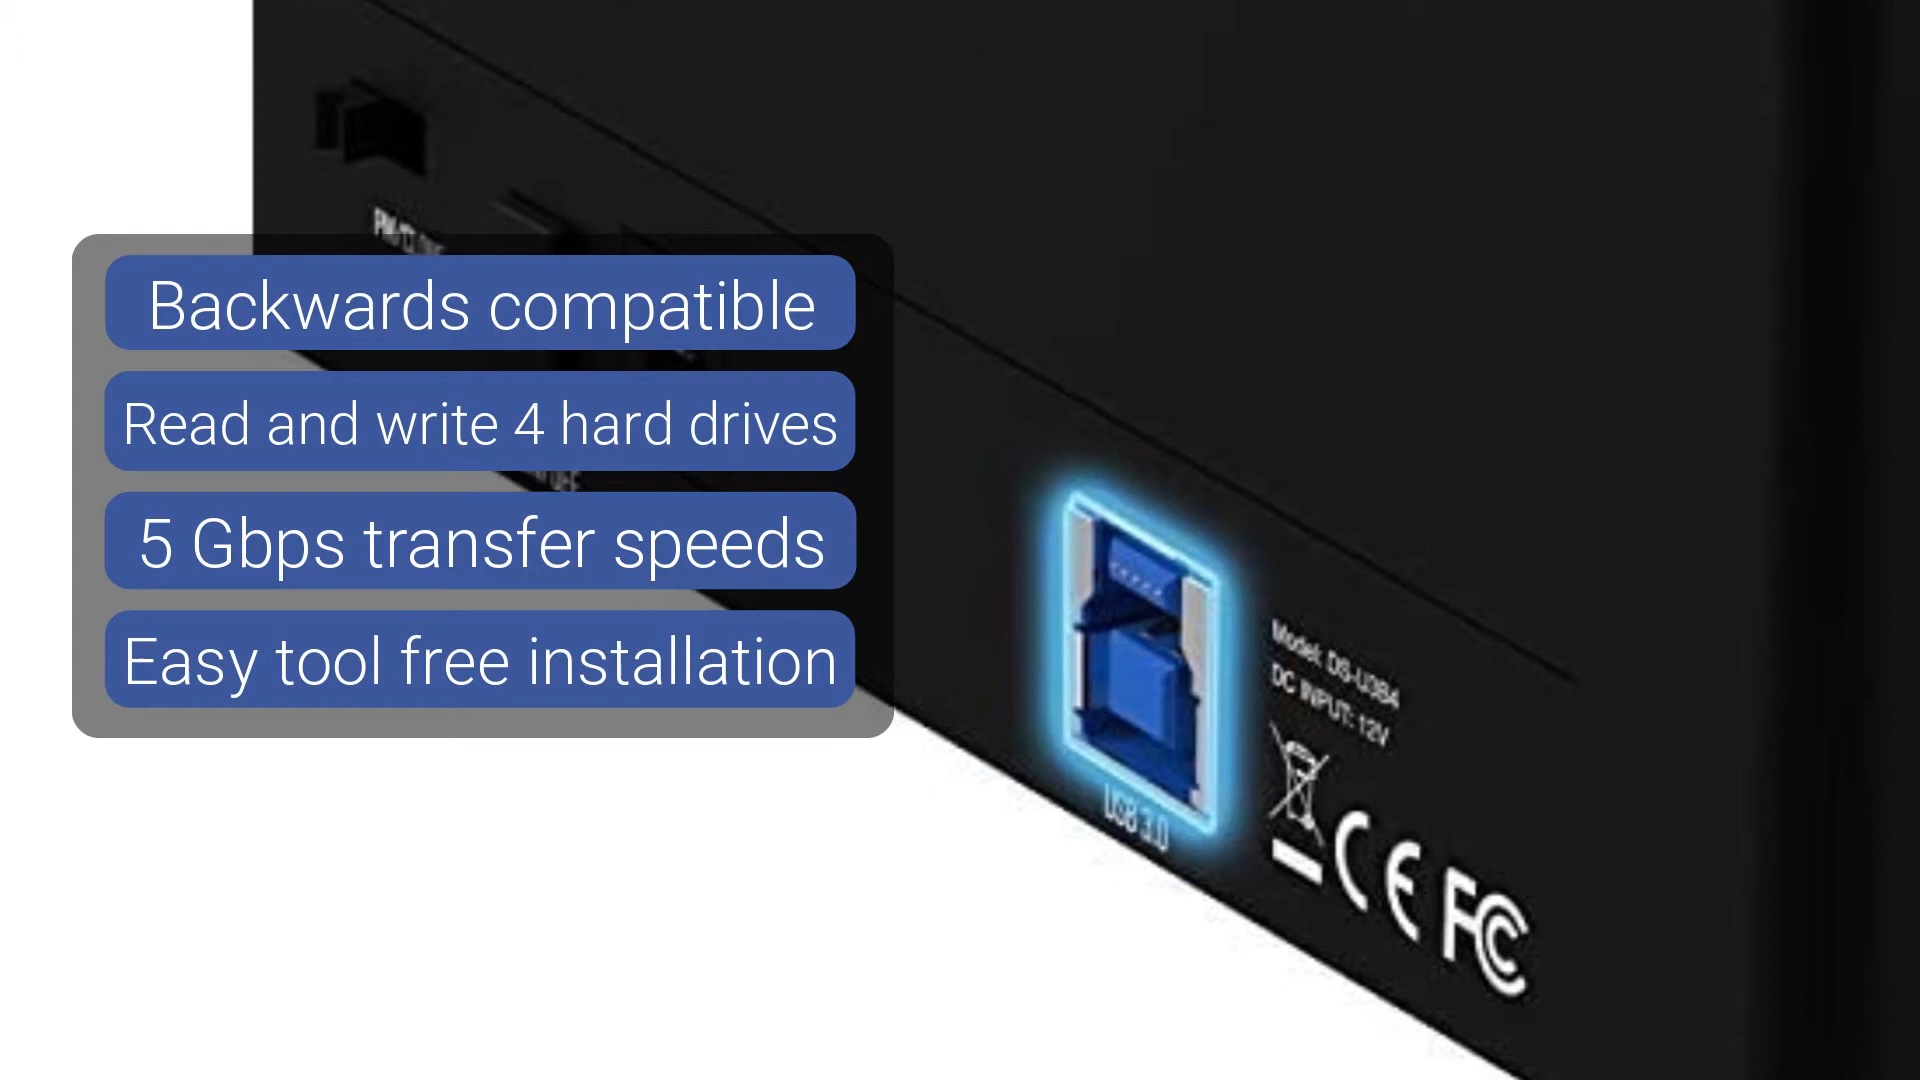 Backwards compatible
Read and write 4 hard drives
5 Gbps transfer speeds
Easy tool free installation
Model: DS-U3B4
DC INPUT: 12V
USB 3.0
CE FC